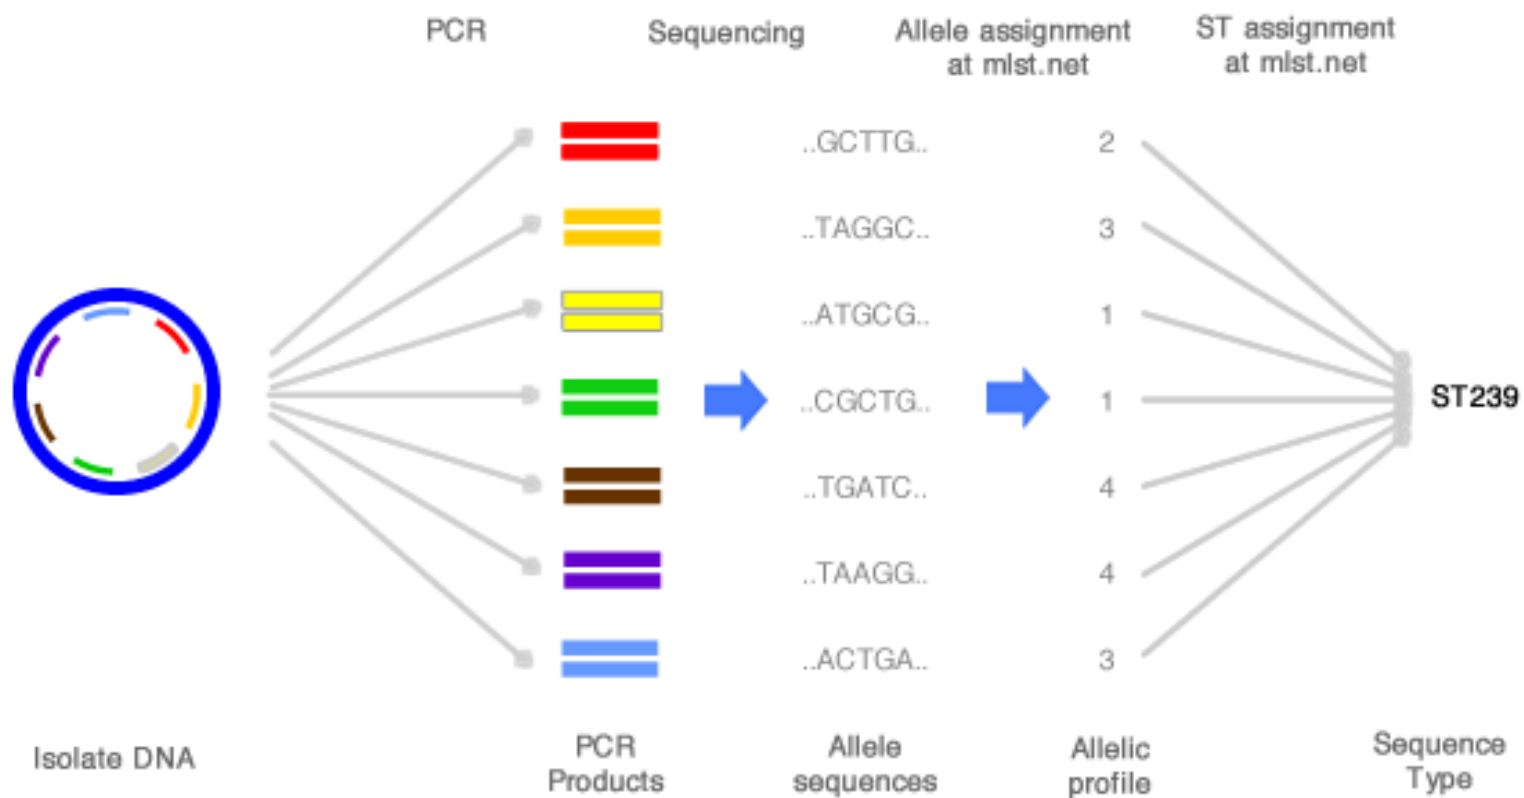 PCR
Sequencing
Allele assignment
at mlst.net
ST assignment
at mlst.net
..GCTTG..
2
..TAGGC..
3
..ATGCG..
1
..CGCTG..
1
ST239
..TGATC..
4
..TAAGG..
4
..ACTGA..
3
Isolate DNA
PCR
Products
Allele
sequences
Allelic
profile
Sequence
Type